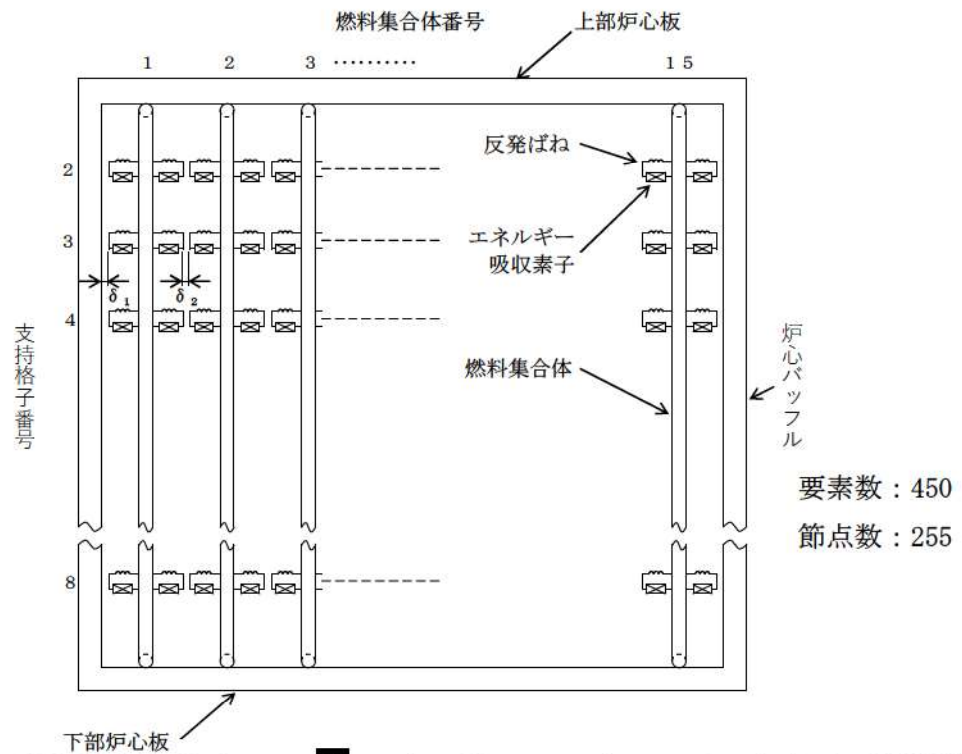 燃料集合体番号
上部炉心板
1 2 3 ·········· 15
反発ばね
2
エネルギー
吸収素子
3
δ₁ δ₂
4
支持格子番号
燃料集合体
炉心バッフル
要素数：450
節点数：255
8
下部炉心板